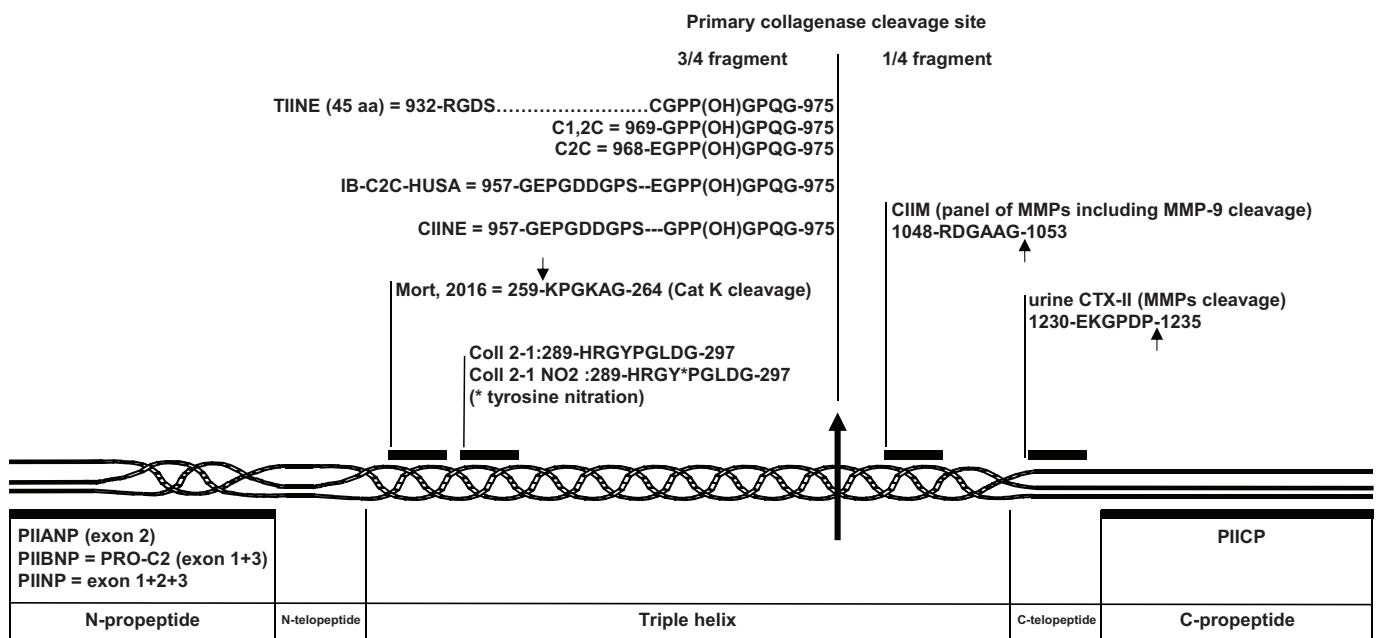 Primary collagenase cleavage site
3/4 fragment
1/4 fragment
TIINE (45 aa) = 932-RGDS…………………..…CGPP(OH)GPQG-975
C1,2C = 969-GPP(OH)GPQG-975
C2C = 968-EGPP(OH)GPQG-975
IB-C2C-HUSA = 957-GEPGDDGPS--EGPP(OH)GPQG-975
CIINE = 957-GEPGDDGPS---GPP(OH)GPQG-975
CIIM (panel of MMPs including MMP-9 cleavage)
1048-RDGAAG-1053
Mort, 2016 = 259-KPGKAG-264 (Cat K cleavage)
urine CTX-II (MMPs cleavage)
1230-EKGPDP-1235
Coll 2-1:289-HRGYPGLDG-297
Coll 2-1 NO2 :289-HRGY*PGLDG-297
(* tyrosine nitration)
PIIANP (exon 2)
PIIBNP = PRO-C2 (exon 1+3)
PIINP = exon 1+2+3
PIICP
N-propeptide
N-telopeptide
Triple helix
C-telopeptide
C-propeptide